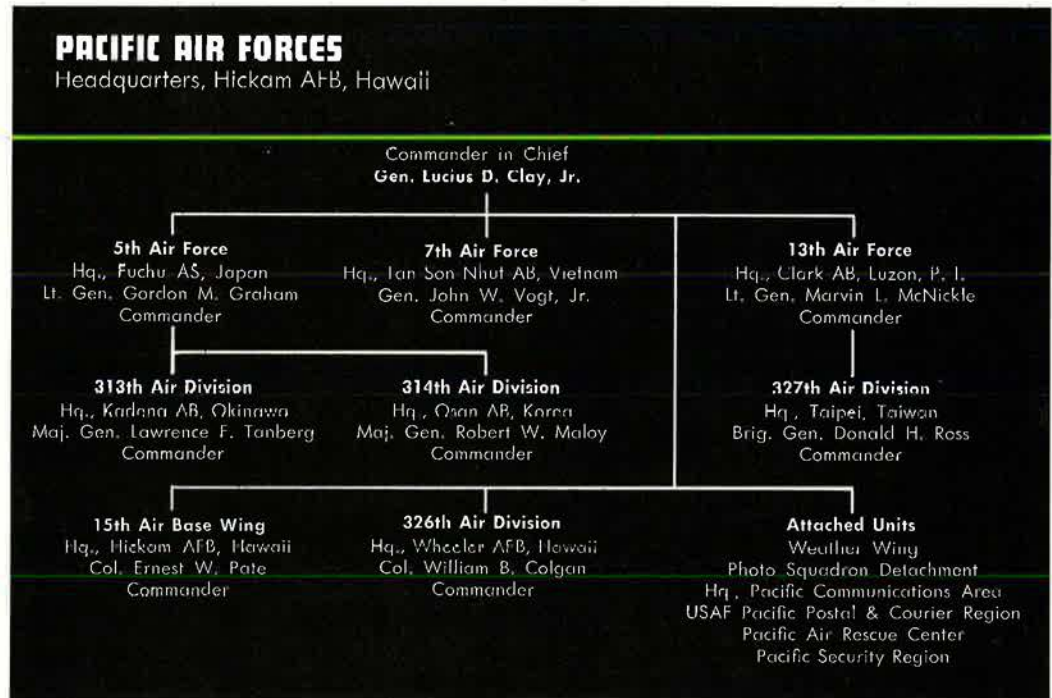 PACIFIC AIR FORCES
Headquarters, Hickam AFB, Hawaii
Commander in Chief
Gen. Lucius D. Clay, Jr.
5th Air Force
Hq., Fuchu AS, Japan
Lt. Gen. Gordon M. Graham
Commander
7th Air Force
Hq., Tan Son Nhut AB, Vietnam
Gen. John W. Vogt, Jr.
Commander
13th Air Force
Hq., Clark AB, Luzon, P. I.
Lt. Gen. Marvin L. McNickle
Commander
313th Air Division
Hq., Kadena AB, Okinawa
Maj. Gen. Lawrence F. Tanberg
Commander
314th Air Division
Hq., Osan AB, Korea
Maj. Gen. Robert W. Maloy
Commander
327th Air Division
Hq., Taipei, Taiwan
Brig. Gen. Donald H. Ross
Commander
15th Air Base Wing
Hq., Hickam AFB, Hawaii
Col. Ernest W. Pate
Commander
326th Air Division
Hq., Wheeler AFB, Hawaii
Col. William B. Colgan
Commander
Attached Units
Weather Wing
Photo Squadron Detachment
Hq., Pacific Communications Area
USAF Pacific Postal & Courier Region
Pacific Air Rescue Center
Pacific Security Region